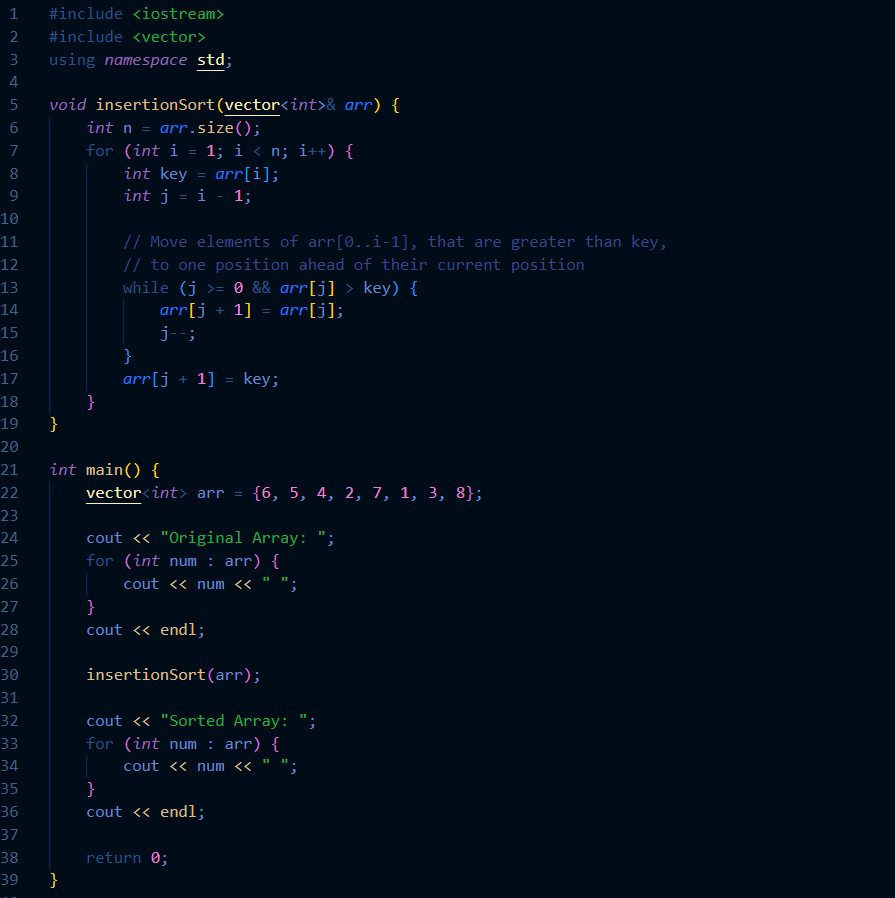 1 #include <iostream>
2 #include <vector>
3 using namespace std;
4
5 void insertionSort(vector<int>& arr) {
6     int n = arr.size();
7     for (int i = 1; i < n; i++) {
8         int key = arr[i];
9         int j = i - 1;
10
11         // Move elements of arr[0..i-1], that are greater than key,
12         // to one position ahead of their current position
13         while (j >= 0 && arr[j] > key) {
14             arr[j + 1] = arr[j];
15             j--;
16         }
17         arr[j + 1] = key;
18     }
19 }
20
21 int main() {
22     vector<int> arr = {6, 5, 4, 2, 7, 1, 3, 8};
23
24     cout << "Original Array: ";
25     for (int num : arr) {
26         cout << num << " ";
27     }
28     cout << endl;
29
30     insertionSort(arr);
31
32     cout << "Sorted Array: ";
33     for (int num : arr) {
34         cout << num << " ";
35     }
36     cout << endl;
37
38     return 0;
39 }